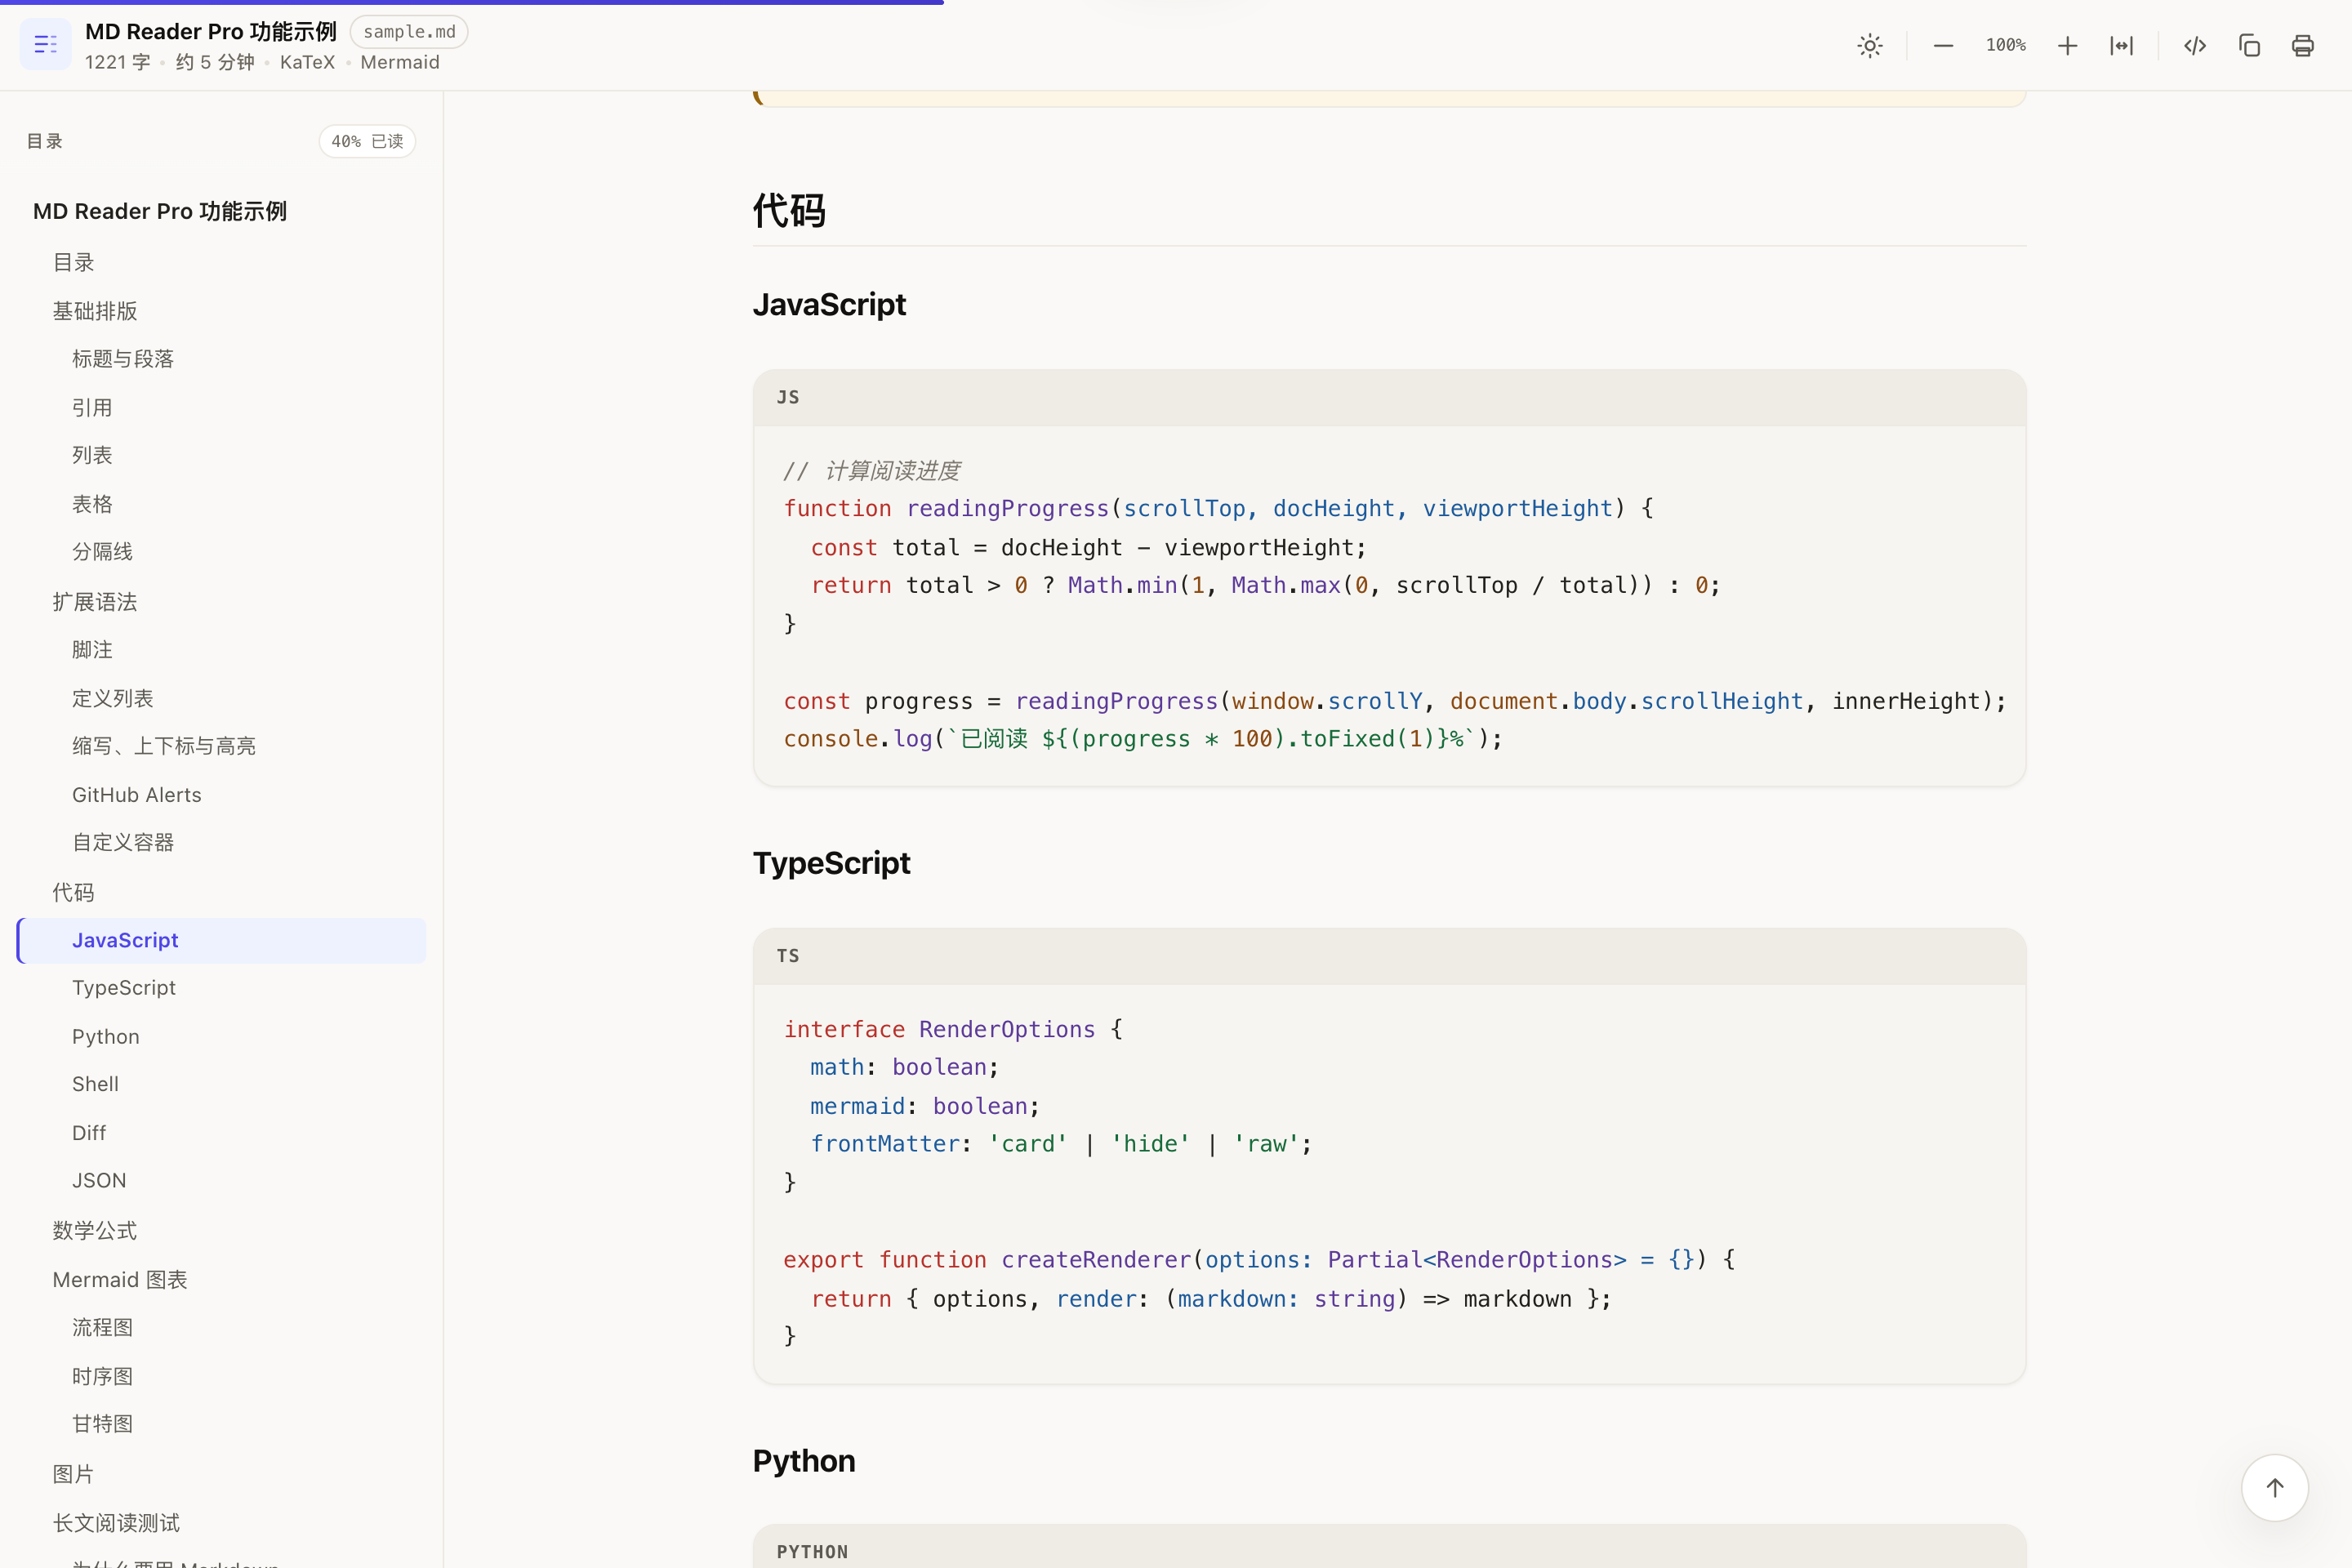 MD Reader Pro 功能示例 sample.md
1221 字 • 约 5 分钟 • KaTeX • Mermaid
100%
目录
40% 已读
MD Reader Pro 功能示例
目录
基础排版
标题与段落
引用
列表
表格
分隔线
扩展语法
脚注
定义列表
缩写、上下标与高亮
GitHub Alerts
自定义容器
代码
JavaScript
TypeScript
Python
Shell
Diff
JSON
数学公式
Mermaid 图表
流程图
时序图
甘特图
图片
长文阅读测试
为什么要用 Markdown
代码
JavaScript
JS
// 计算阅读进度
function readingProgress(scrollTop, docHeight, viewportHeight) {
  const total = docHeight - viewportHeight;
  return total > 0 ? Math.min(1, Math.max(0, scrollTop / total)) : 0;
}
const progress = readingProgress(window.scrollY, document.body.scrollHeight, innerHeight);
console.log(`已阅读 ${(progress * 100).toFixed(1)}%`);
TypeScript
TS
interface RenderOptions {
  math: boolean;
  mermaid: boolean;
  frontMatter: 'card' | 'hide' | 'raw';
}
export function createRenderer(options: Partial<RenderOptions> = {}) {
  return { options, render: (markdown: string) => markdown };
}
Python
PYTHON